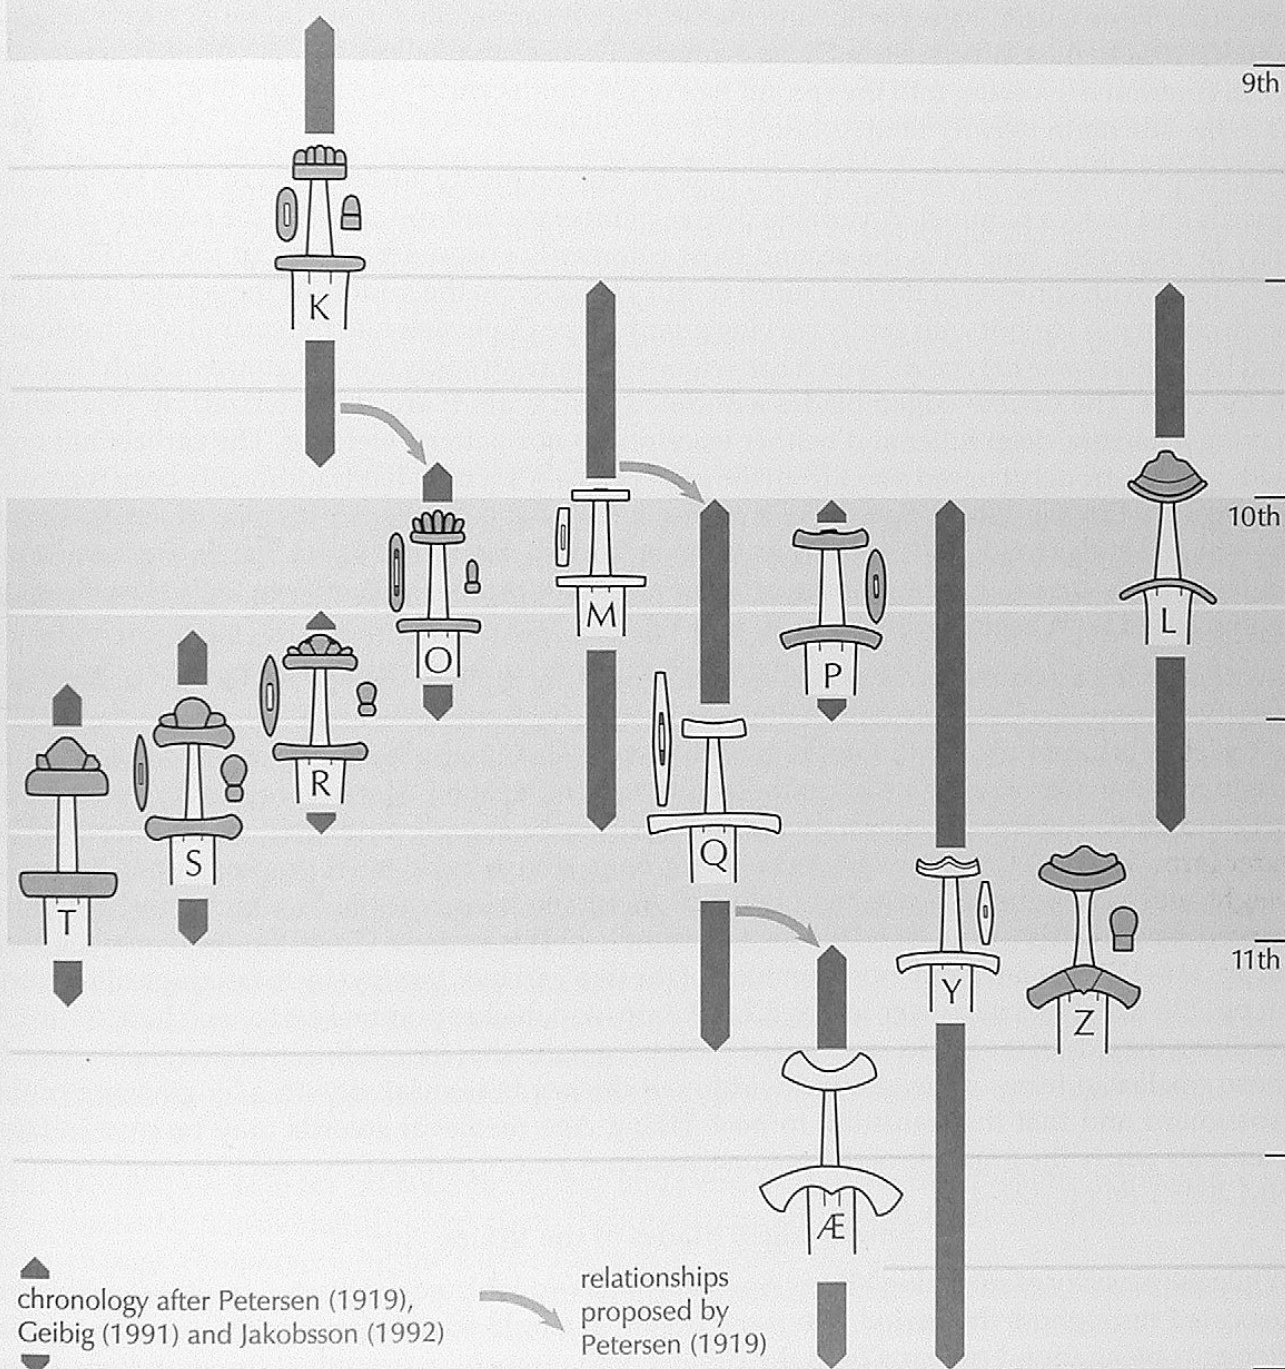 9th
K
10th
M
L
O
P
R
S
Q
T
11th
Y
Z
Æ
chronology after Petersen (1919),
Geibig (1991) and Jakobsson (1992)
relationships
proposed by
Petersen (1919)